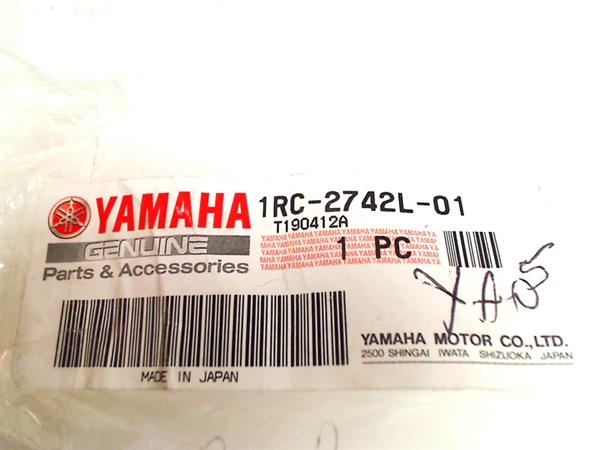 YAMAHA
GENUINE
Parts & Accessories
1RC-2742L-01
T190412A
1 PC
YAMAHA MOTOR CO.,LTD.
2500 SHINGAI IWATA SHIZUOKA JAPAN
MADE IN JAPAN